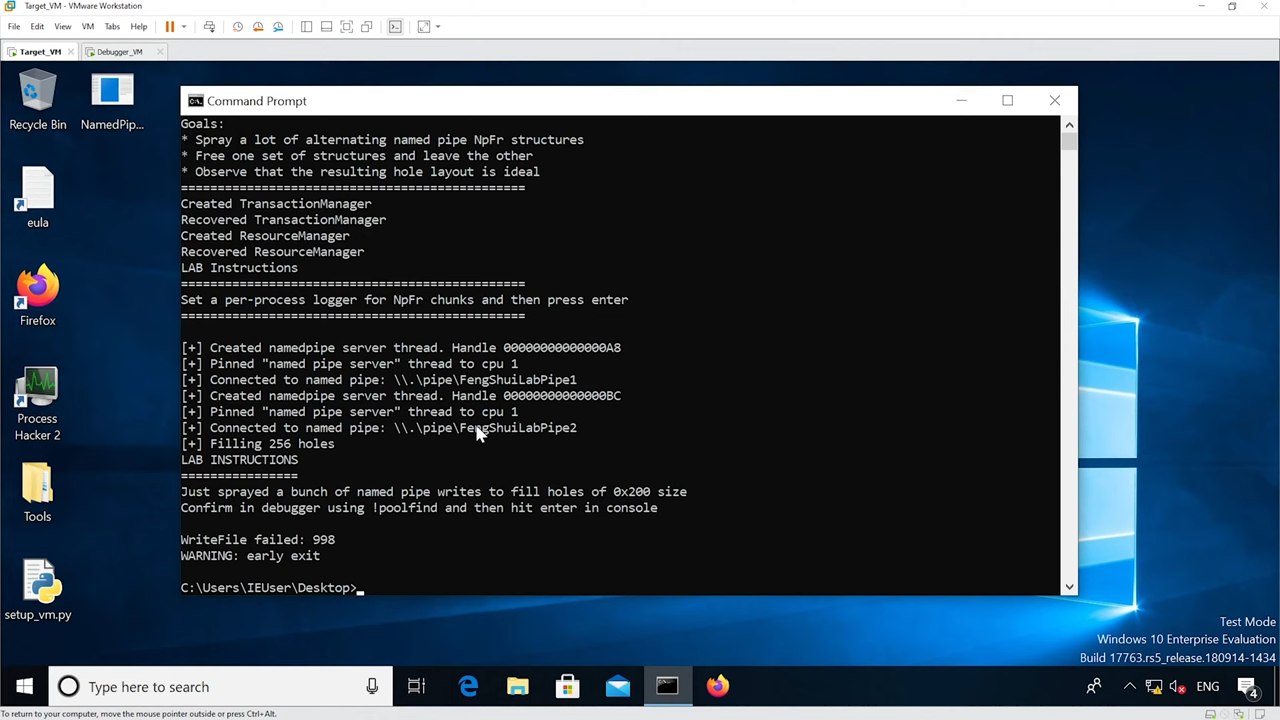 Target_VM - VMware Workstation
File Edit View VM Tabs Help
Target_VM Debugger_VM
Recycle Bin
NamedPip...
eula
Firefox
Process
Hacker 2
Tools
setup_vm.py
Command Prompt
Goals:
* Spray a lot of alternating named pipe NpFr structures
* Free one set of structures and leave the other
* Observe that the resulting hole layout is ideal
===============================================
Created TransactionManager
Recovered TransactionManager
Created ResourceManager
Recovered ResourceManager
LAB Instructions
===============================================
Set a per-process logger for NpFr chunks and then press enter
===============================================
[+] Created namedpipe server thread. Handle 00000000000000A8
[+] Pinned "named pipe server" thread to cpu 1
[+] Connected to named pipe: \\.\pipe\FengShuiLabPipe1
[+] Created namedpipe server thread. Handle 00000000000000BC
[+] Pinned "named pipe server" thread to cpu 1
[+] Connected to named pipe: \\.\pipe\FengShuiLabPipe2
[+] Filling 256 holes
LAB INSTRUCTIONS
================
Just sprayed a bunch of named pipe writes to fill holes of 0x200 size
Confirm in debugger using !poolfind and then hit enter in console
WriteFile failed: 998
WARNING: early exit
C:\Users\IEUser\Desktop>
Test Mode
Windows 10 Enterprise Evaluation
Build 17763.rs5_release.180914-1434
Type here to search
ENG
4
To return to your computer, move the mouse pointer outside or press Ctrl+Alt.